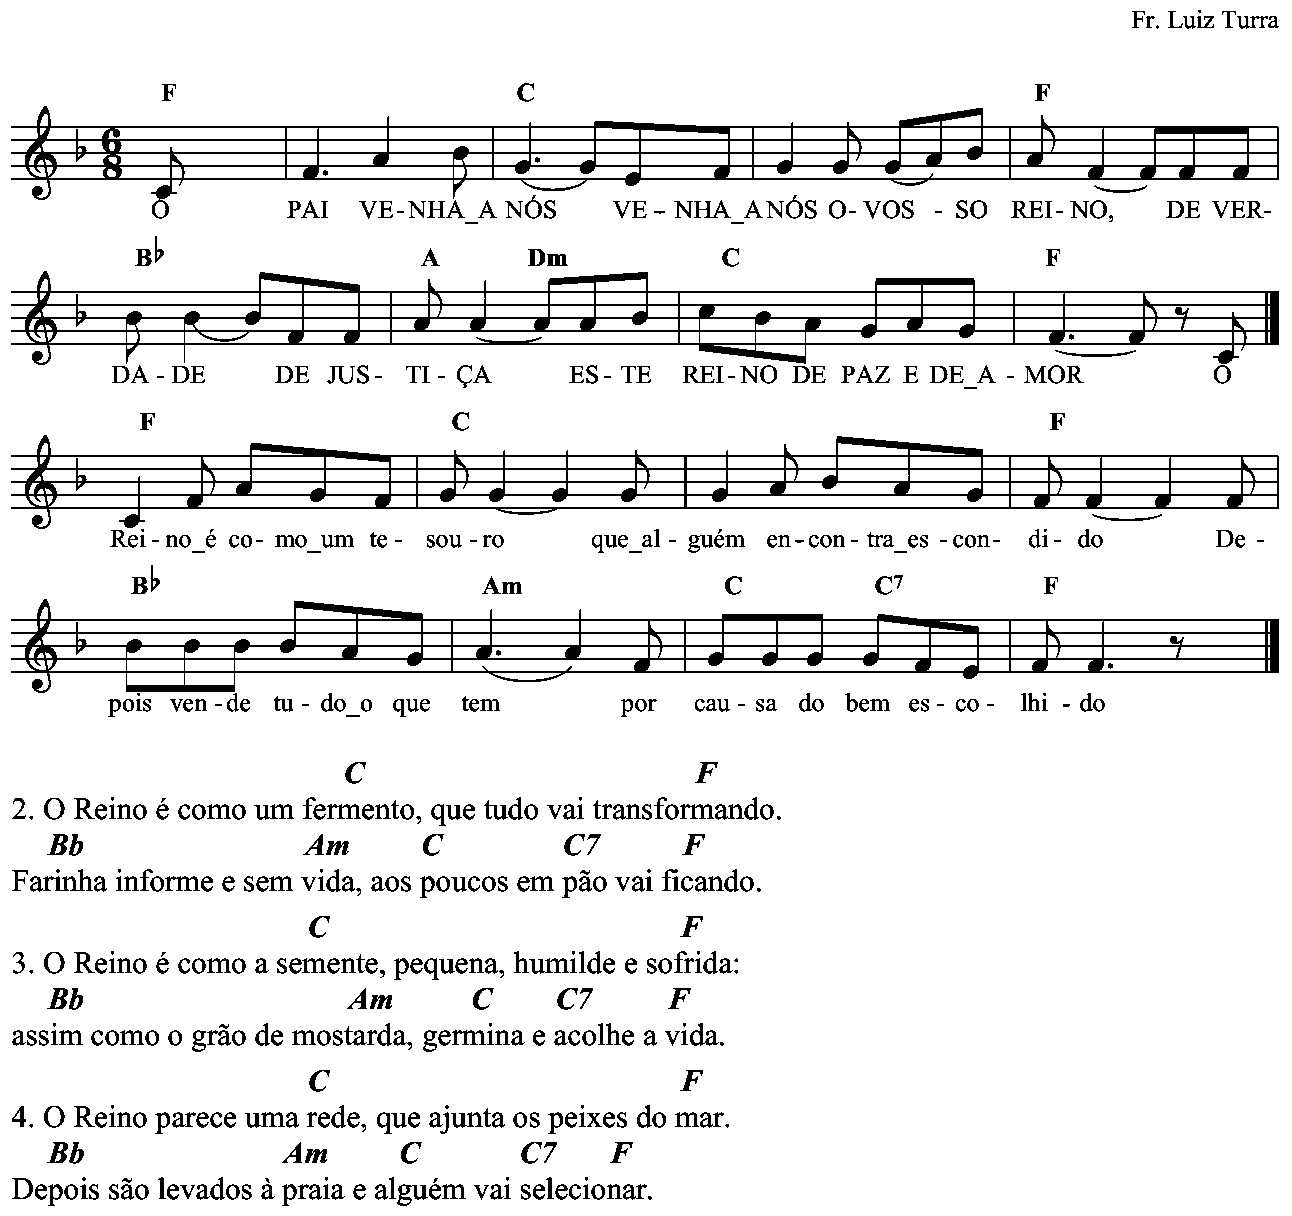 Fr. Luiz Turra
F C F
6
8
O PAI VE-NHA_A NÓS VE-NHA_A NÓS O-VOS-SO REI-NO, DE VER-
B♭ A Dm C F
DA-DE DE JUS-TI-ÇA ES-TE REI-NO DE PAZ E DE_A-MOR O
F C F
Rei-no_é co-mo_um te-sou-ro que_al-guém en-con-tra_es-con-di-do De-
B♭ Am C C7 F
pois ven-de tu-do_o que tem por cau-sa do bem es-co-lhi-do
C F
2. O Reino é como um fermento, que tudo vai transformando.
Bb Am C C7 F
Farinha informe e sem vida, aos poucos em pão vai ficando.
C F
3. O Reino é como a semente, pequena, humilde e sofrida:
Bb Am C C7 F
assim como o grão de mostarda, germina e acolhe a vida.
C F
4. O Reino parece uma rede, que ajunta os peixes do mar.
Bb Am C C7 F
Depois são levados à praia e alguém vai selecionar.